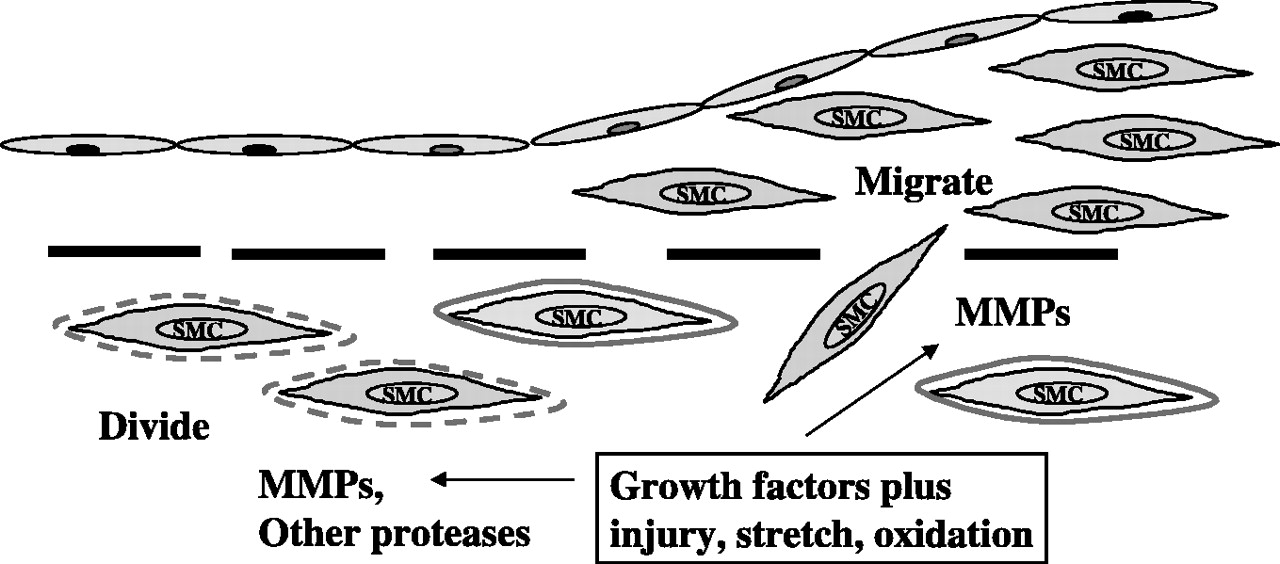 SMC
SMC
SMC
SMC
Migrate
SMC
SMC
SMC
SMC
SMC
MMPs
SMC
SMC
Divide
MMPs,
Other proteases
Growth factors plus
injury, stretch, oxidation